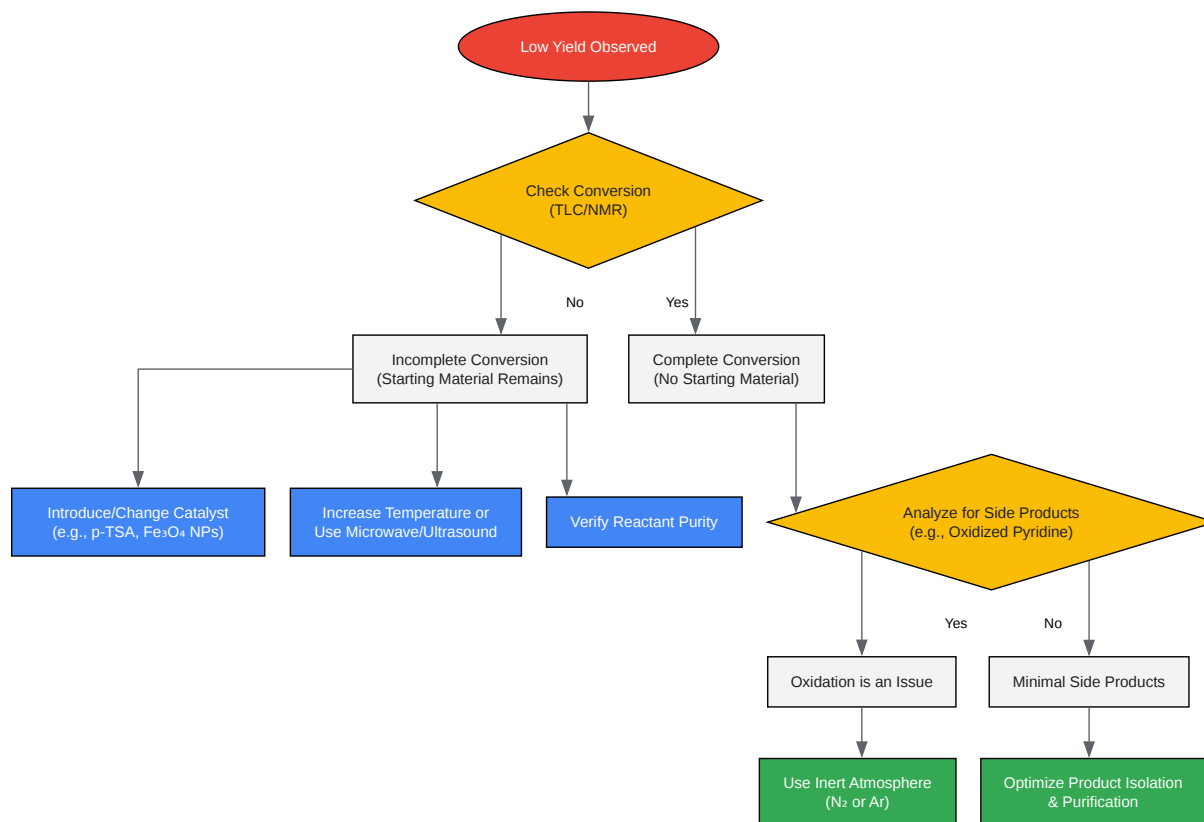 Low Yield Observed
Check Conversion
(TLC/NMR)
No
Yes
Incomplete Conversion
(Starting Material Remains)
Complete Conversion
(No Starting Material)
Introduce/Change Catalyst
(e.g., p-TSA, Fe₃O₄ NPs)
Increase Temperature or
Use Microwave/Ultrasound
Verify Reactant Purity
Analyze for Side Products
(e.g., Oxidized Pyridine)
Yes
No
Oxidation is an Issue
Minimal Side Products
Use Inert Atmosphere
(N₂ or Ar)
Optimize Product Isolation
& Purification